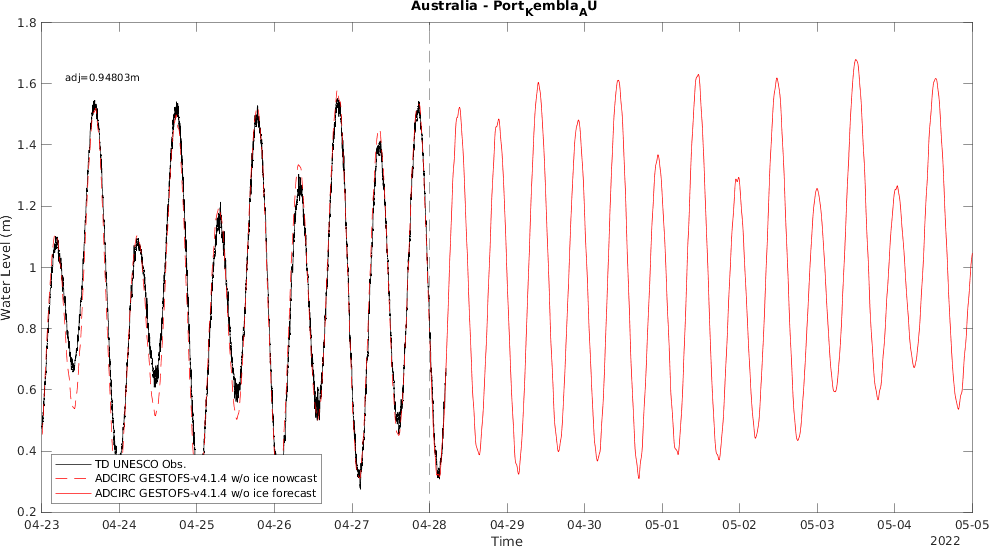 Australia - PortKemblaAU
adj=0.94803m
Water Level (m)
1.8
1.6
1.4
1.2
1
0.8
0.6
0.4
0.2
TD UNESCO Obs.
ADCIRC GESTOFS-v4.1.4 w/o ice nowcast
ADCIRC GESTOFS-v4.1.4 w/o ice forecast
04-23 04-24 04-25 04-26 04-27 04-28 04-29 04-30 05-01 05-02 05-03 05-04 05-05
Time
2022